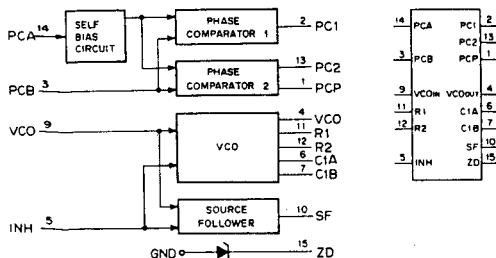 SELF
BIAS
CIRCUIT
PCA 14
PHASE
COMPARATOR 1
2 PC1
PCB 3
PHASE
COMPARATOR 2
13 PC2
1 PCP
VCO 9
VCO
4 VCO
11 R1
12 R2
6 C1A
7 C1B
INH 5
SOURCE
FOLLOWER
10 SF
GND
15 ZD
14 PCA
PC1 2
PC2 13
3 PCB
PCP 1
9 VCOIN
VCOOUT 4
11 R1
C1A 6
12 R2
C1B 7
SF 10
5 INH
ZD 15